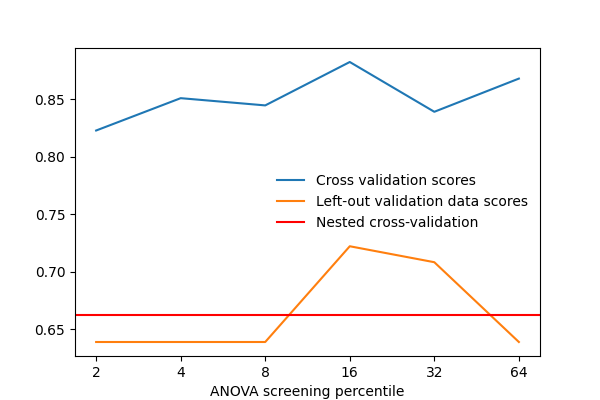 0.85
0.80
0.75
0.70
0.65
Cross validation scores
Left-out validation data scores
Nested cross-validation
2 4 8 16 32 64
ANOVA screening percentile